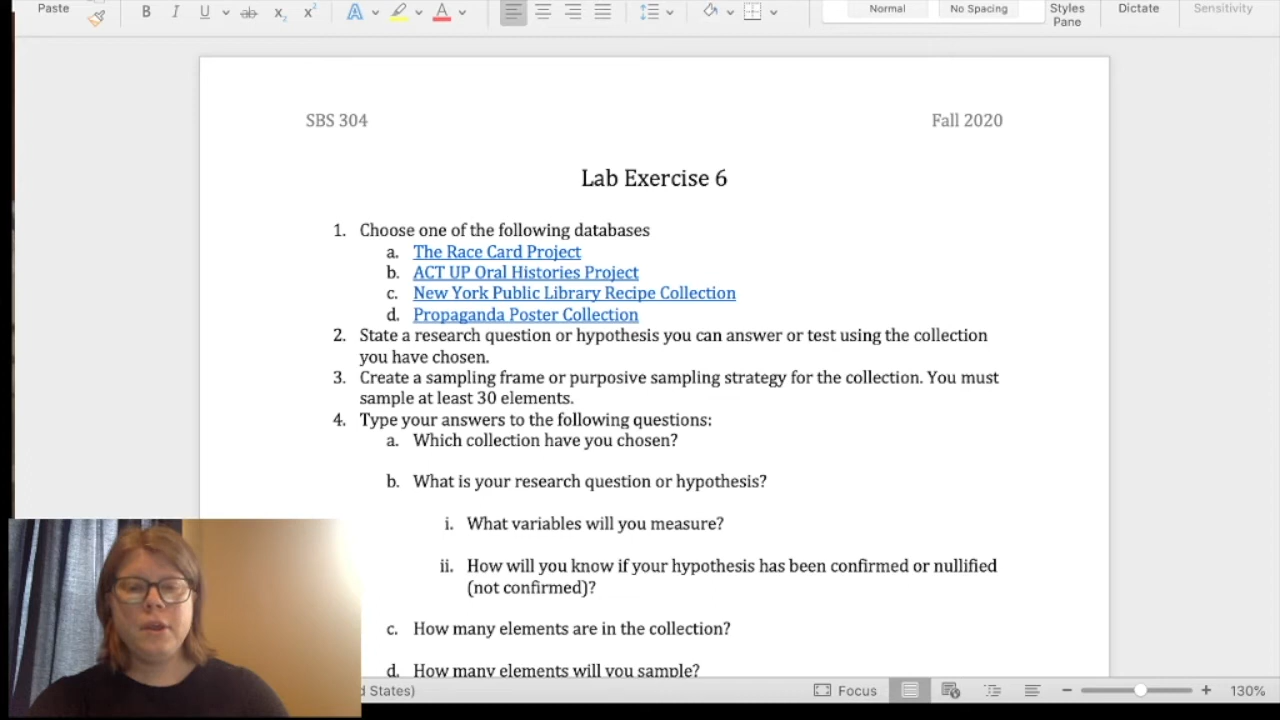 Paste
B I U ab x₂ x² A A
Normal
No Spacing
Styles
Pane
Dictate
Sensitivity
SBS 304
Fall 2020
Lab Exercise 6
1. Choose one of the following databases
a. The Race Card Project
b. ACT UP Oral Histories Project
c. New York Public Library Recipe Collection
d. Propaganda Poster Collection
2. State a research question or hypothesis you can answer or test using the collection
you have chosen.
3. Create a sampling frame or purposive sampling strategy for the collection. You must
sample at least 30 elements.
4. Type your answers to the following questions:
a. Which collection have you chosen?
b. What is your research question or hypothesis?
i. What variables will you measure?
ii. How will you know if your hypothesis has been confirmed or nullified
(not confirmed)?
c. How many elements are in the collection?
d. How many elements will you sample?
States)
Focus
130%